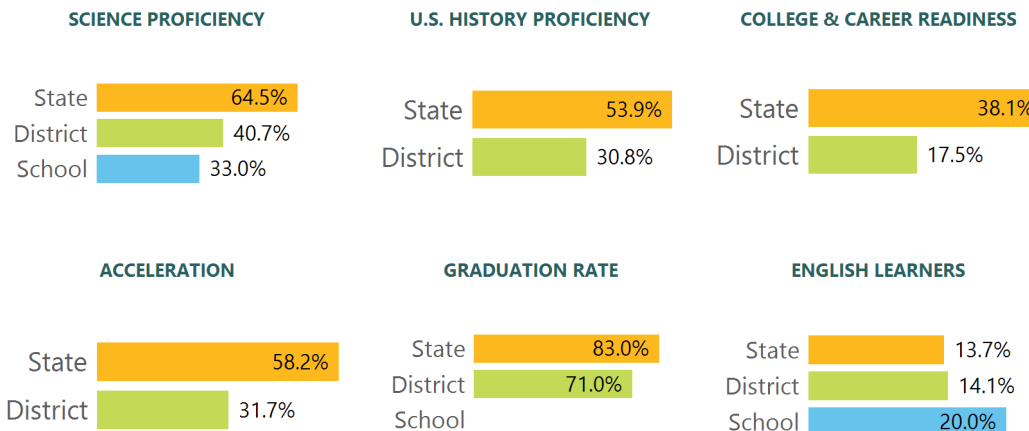 SCIENCE PROFICIENCY
State 64.5%
District 40.7%
School 33.0%
U.S. HISTORY PROFICIENCY
State 53.9%
District 30.8%
COLLEGE & CAREER READINESS
State 38.1%
District 17.5%
ACCELERATION
State 58.2%
District 31.7%
GRADUATION RATE
State 83.0%
District 71.0%
School
ENGLISH LEARNERS
State 13.7%
District 14.1%
School 20.0%